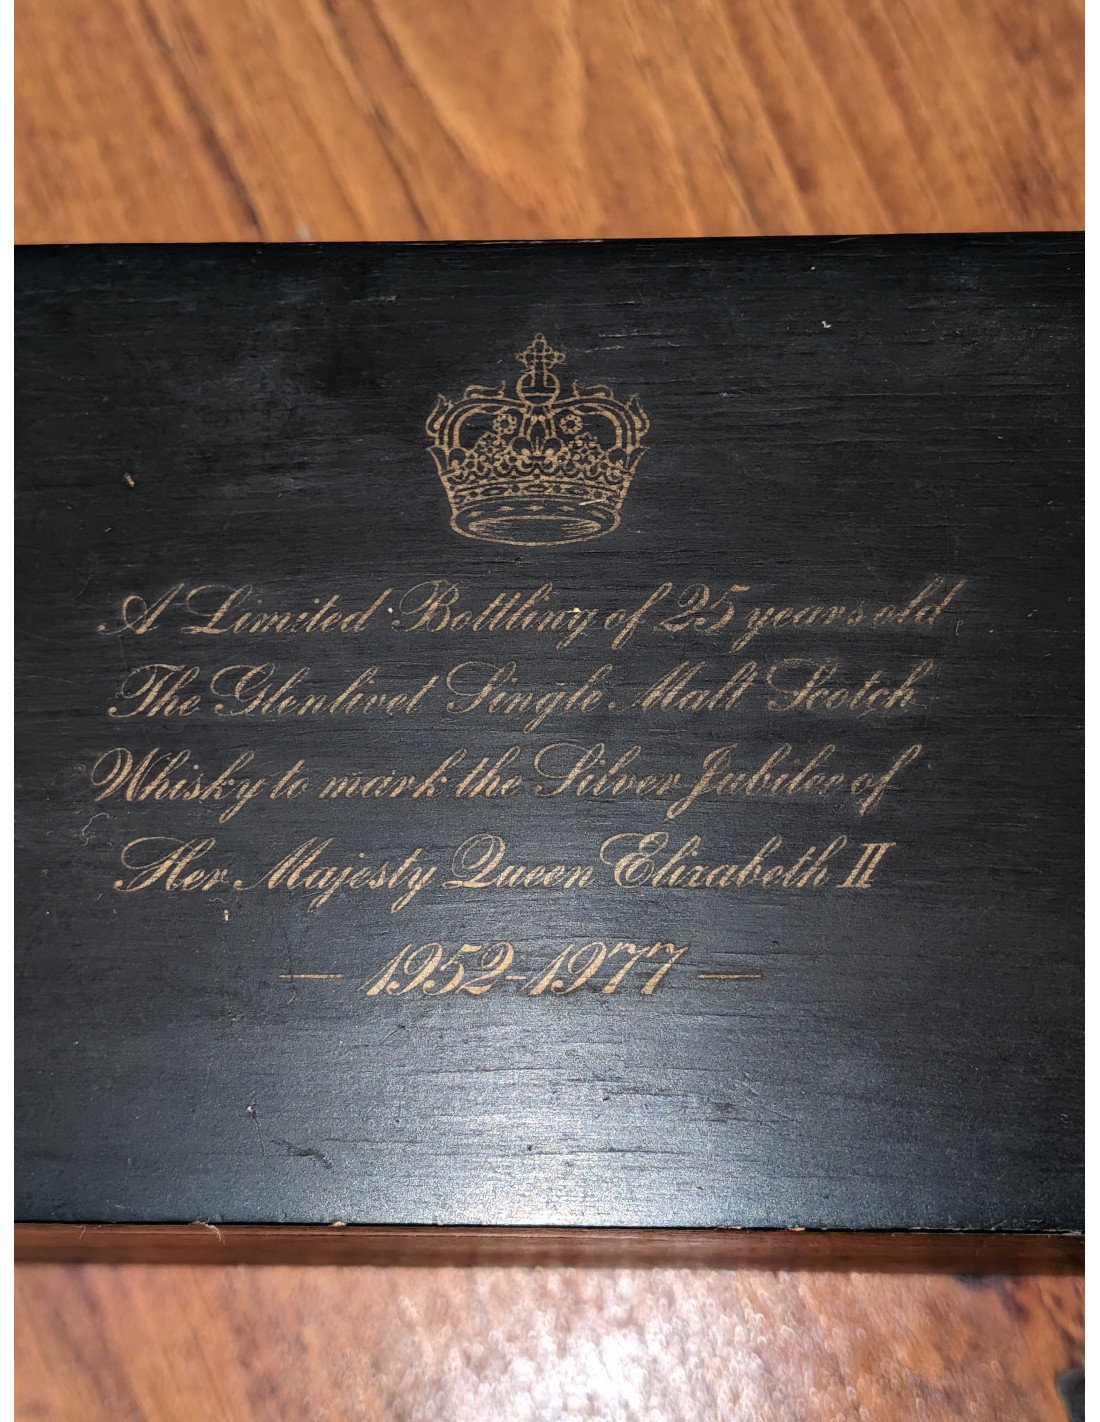 A Limited Bottling of 25 years old
The Glenlivet Single Malt Scotch
Whisky to mark the Silver Jubilee of
Her Majesty Queen Elizabeth II
— 1952-1977 —